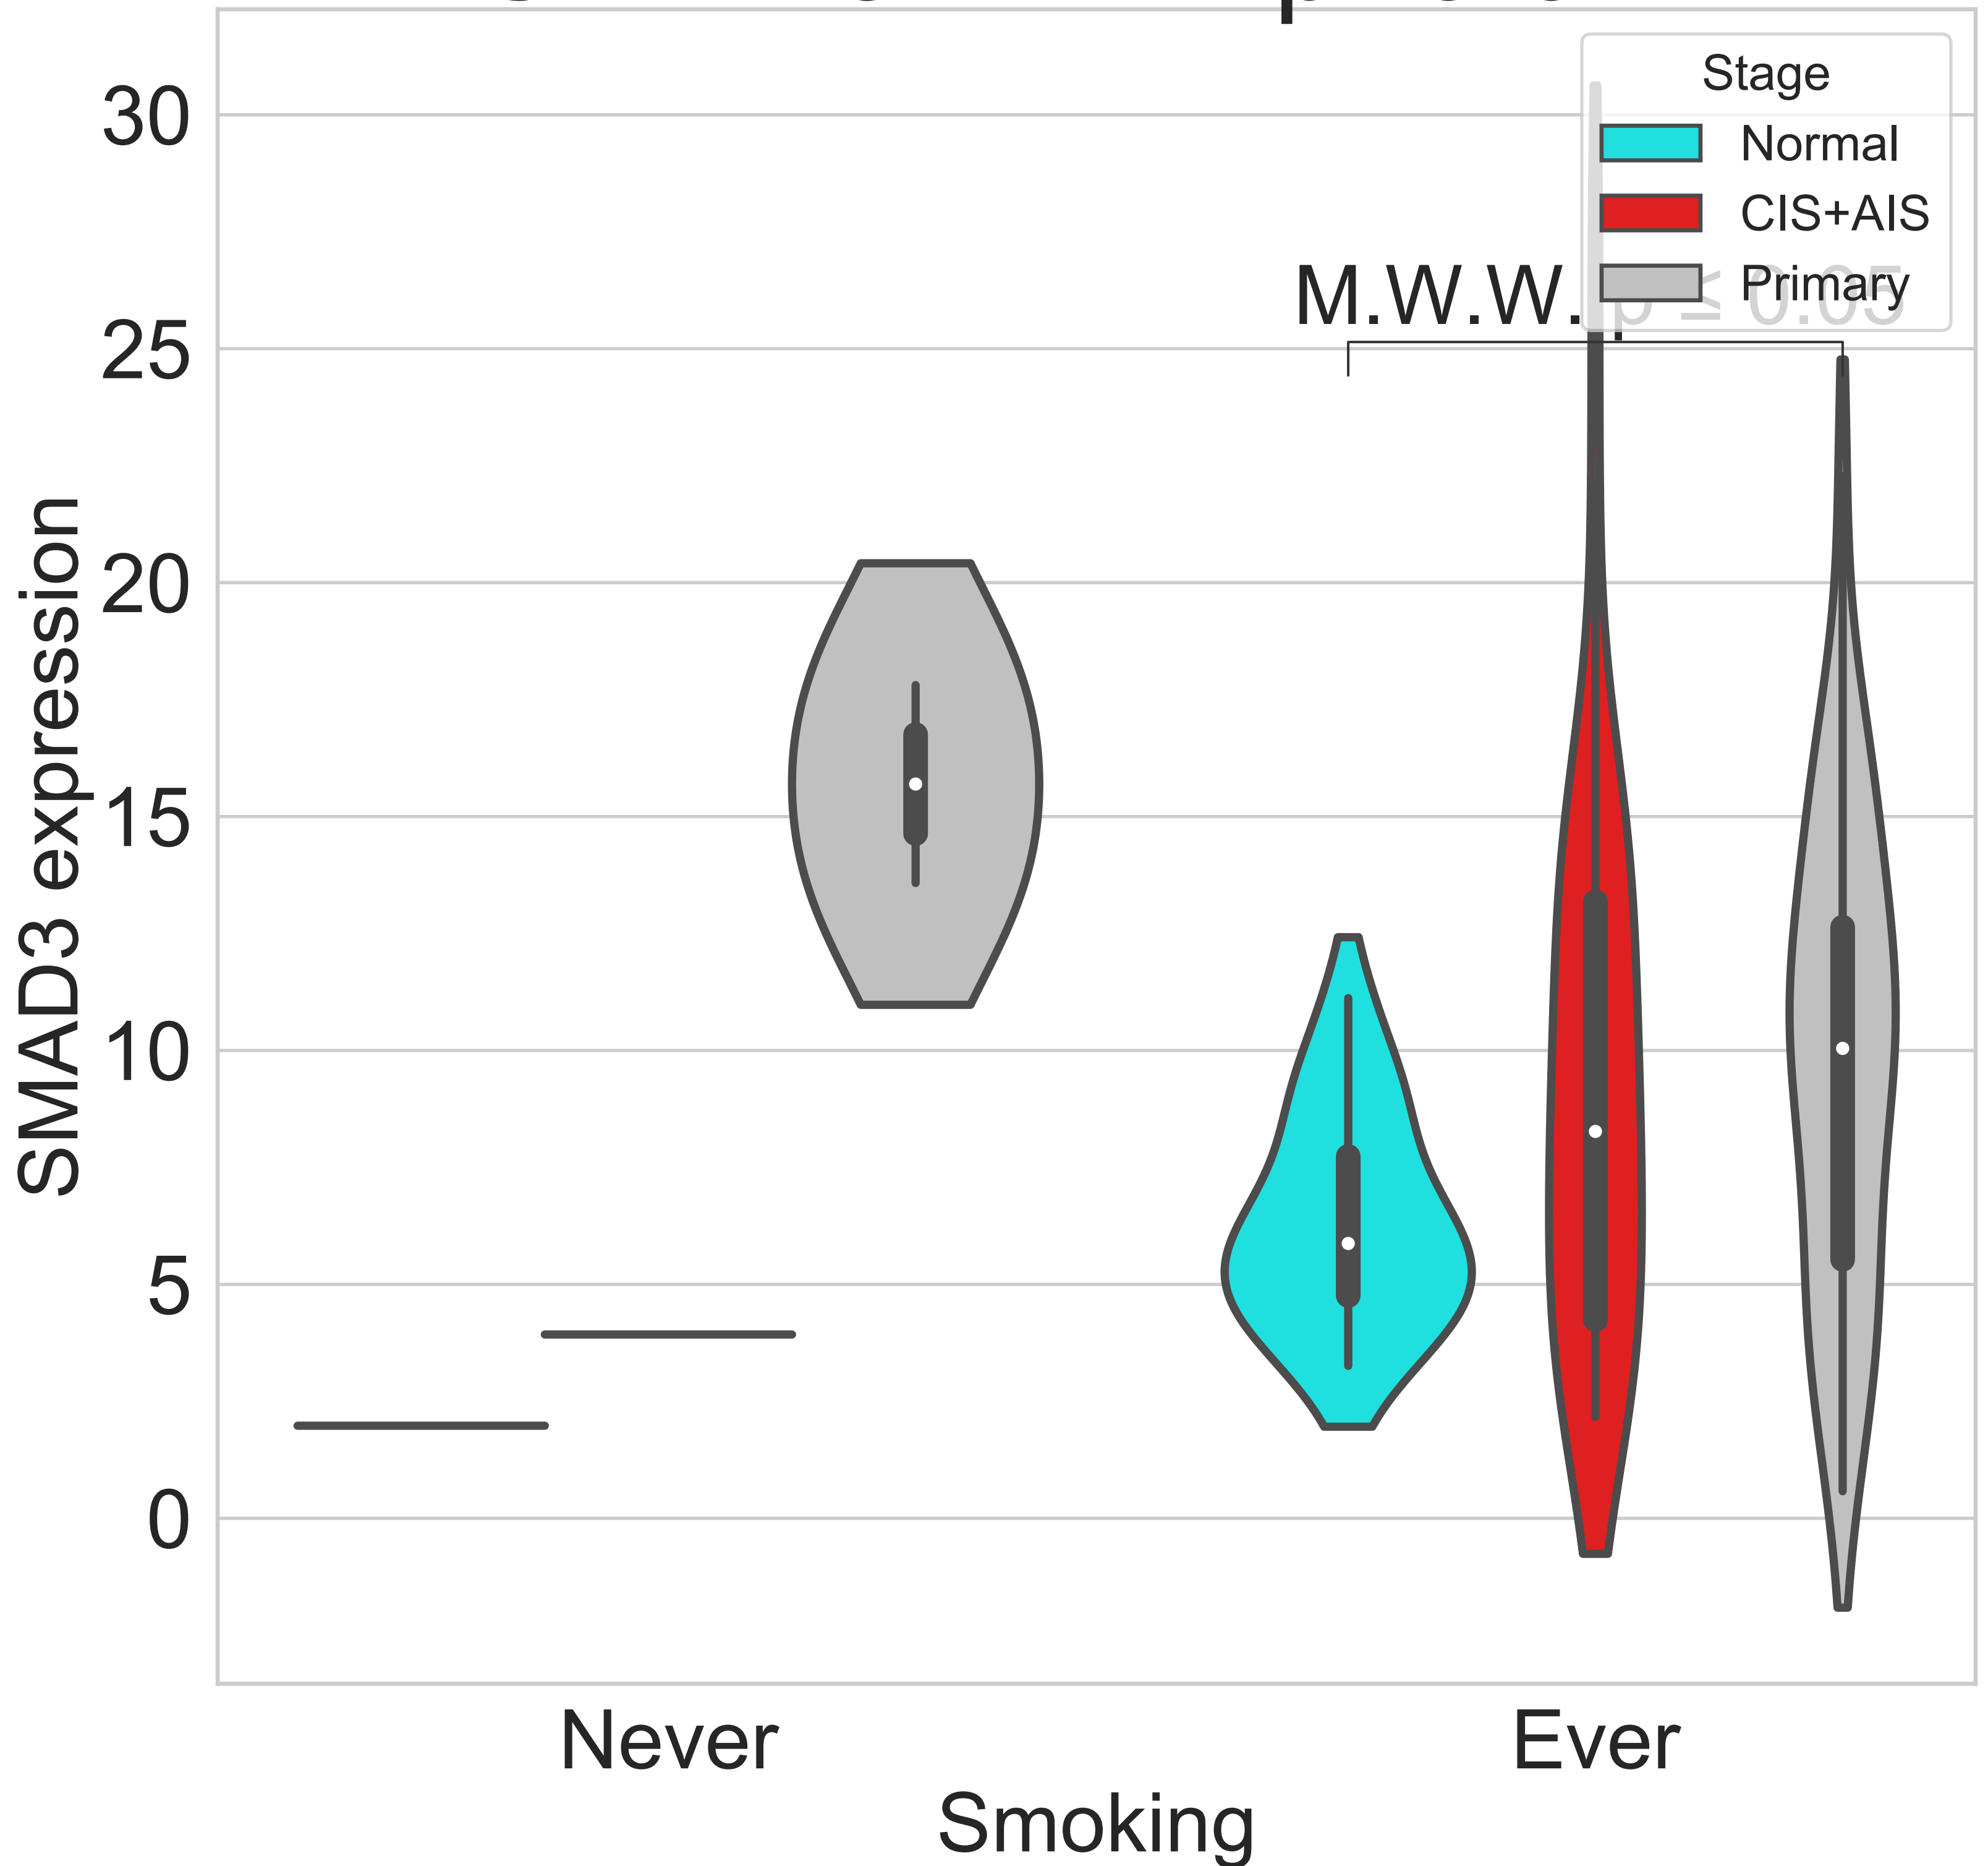 Stage
Normal
CIS+AIS
Primary
M.W.W. p ≤ 0.05
30
25
20
15
10
5
0
SMAD3 expression
Never
Ever
Smoking